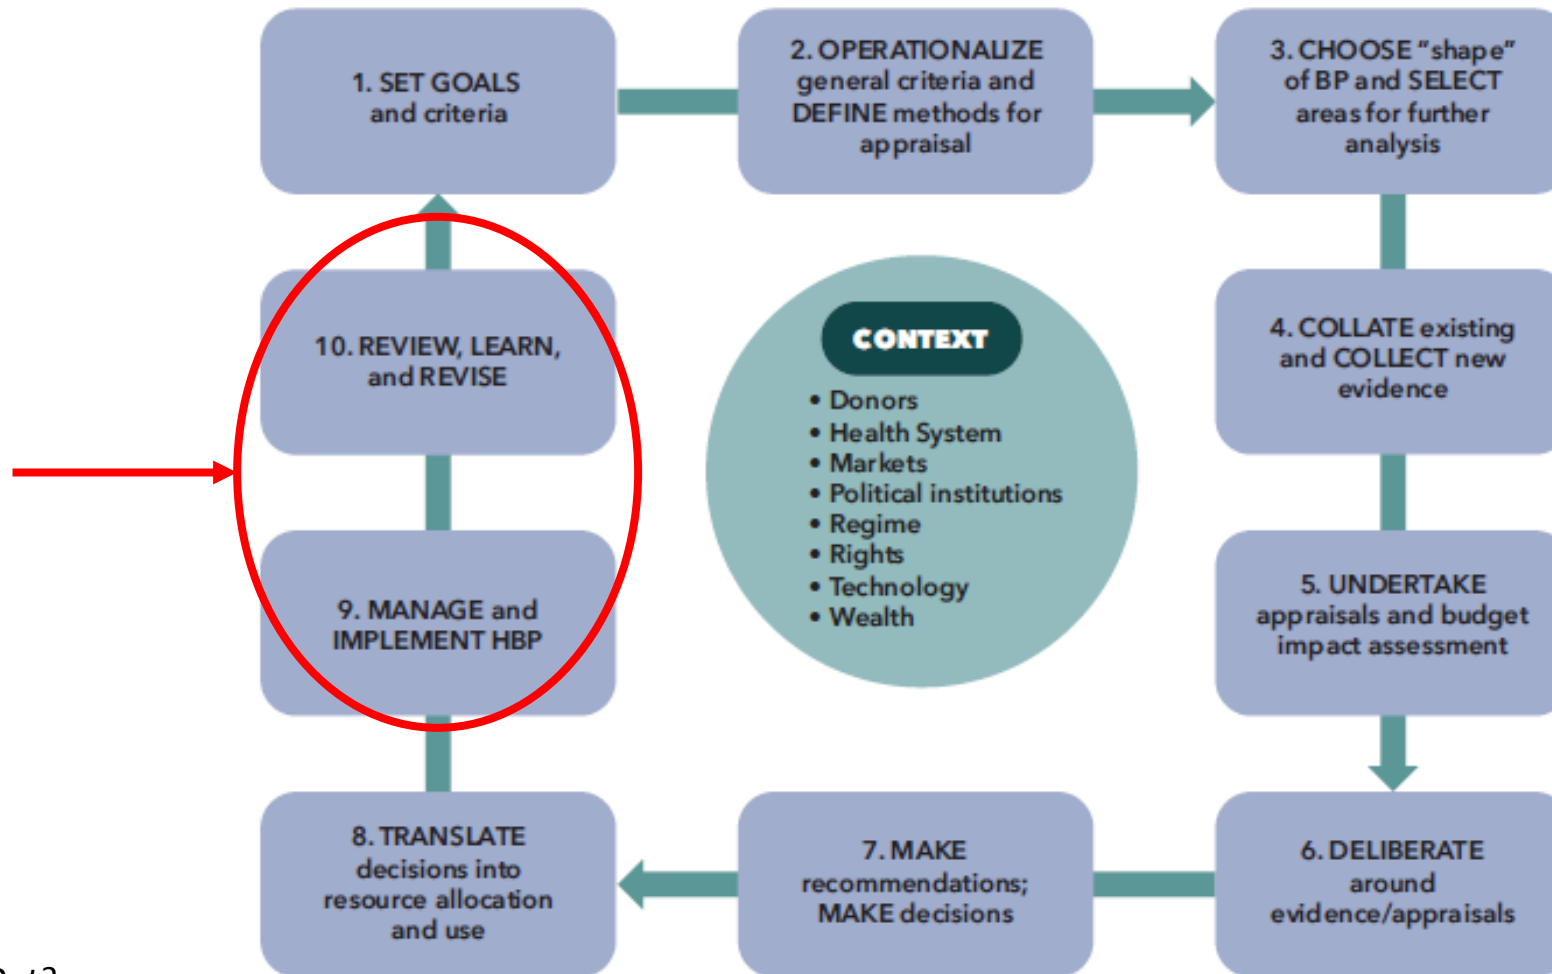 1. SET GOALS
and criteria
2. OPERATIONALIZE
general criteria and
DEFINE methods for
appraisal
3. CHOOSE “shape”
of BP and SELECT
areas for further
analysis
4. COLLATE existing
and COLLECT new
evidence
5. UNDERTAKE
appraisals and budget
impact assessment
6. DELIBERATE
around
evidence/appraisals
7. MAKE
recommendations;
MAKE decisions
8. TRANSLATE
decisions into
resource allocation
and use
9. MANAGE and
IMPLEMENT HBP
10. REVIEW, LEARN,
and REVISE
CONTEXT
• Donors
• Health System
• Markets
• Political institutions
• Regime
• Rights
• Technology
• Wealth